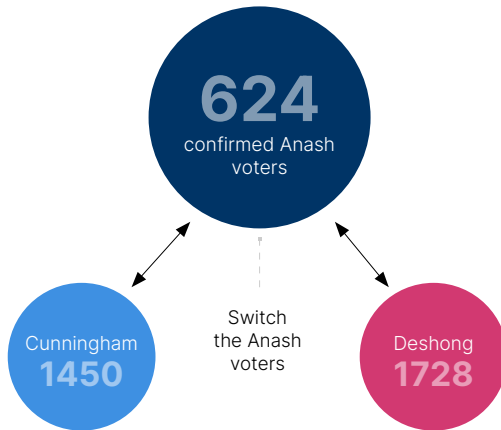 624
confirmed Anash
voters
Switch
the Anash
voters
Cunningham
1450
Deshong
1728